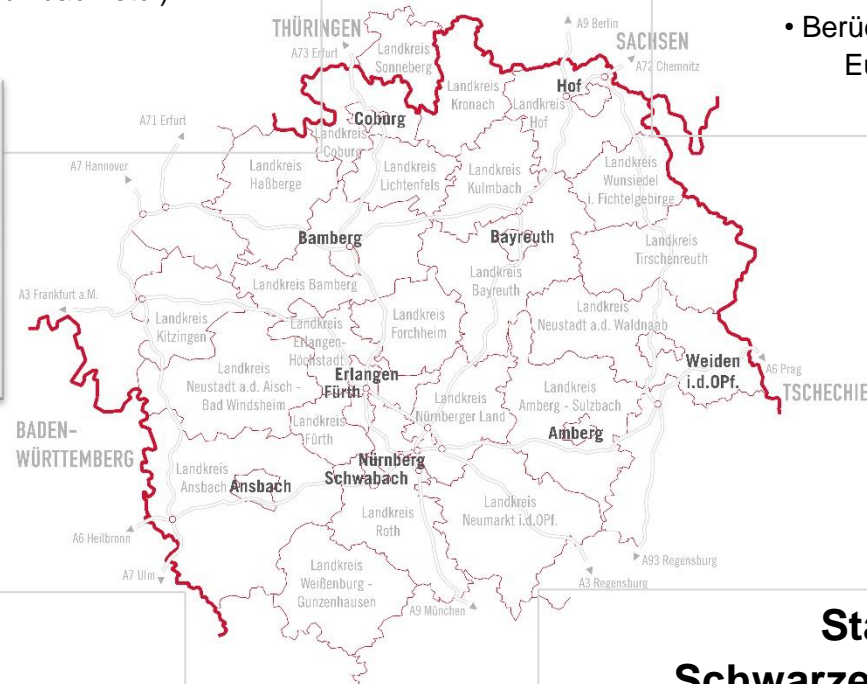 THÜRINGEN
A9 Berlin
• Berü
A73 Erfurt
Landkreis
Sonneberg
SACHSEN
Eu
A72 Chemnitz
Landkreis
Kronach
Hof
Landkreis
Hof
A71 Erfurt
Coburg
Landkreis
Coburg
A7 Hannover
Landkreis
Haßberge
Landkreis
Lichtenfels
Landkreis
Kulmbach
Landkreis
Wunsiedel
i. Fichtelgebirge
Bamberg
Bayreuth
Landkreis
Tirschenreuth
Landkreis Bamberg
Landkreis
Bayreuth
A3 Frankfurt a.M.
Landkreis
Kitzingen
Landkreis
Erlangen-
Höchstadt
Landkreis
Forchheim
Landkreis
Neustadt a.d. Waldnaab
Landkreis
Neustadt a.d. Aisch -
Bad Windsheim
Erlangen
Fürth
Weiden
i.d.OPf.
A6 Prag
TSCHECHIE
Landkreis
Nürnberger Land
Landkreis
Amberg - Sulzbach
BADEN-
WÜRTTEMBERG
Landkreis
Fürth
Amberg
Nürnberg
Schwabach
Landkreis
Ansbach
Ansbach
Landkreis
Roth
Landkreis
Neumarkt i.d.OPf.
A6 Heilbronn
A7 Ulm
Landkreis
Weißenburg -
Gunzenhausen
A93 Regensburg
A3 Regensburg
A9 München
Sta
Schwarze